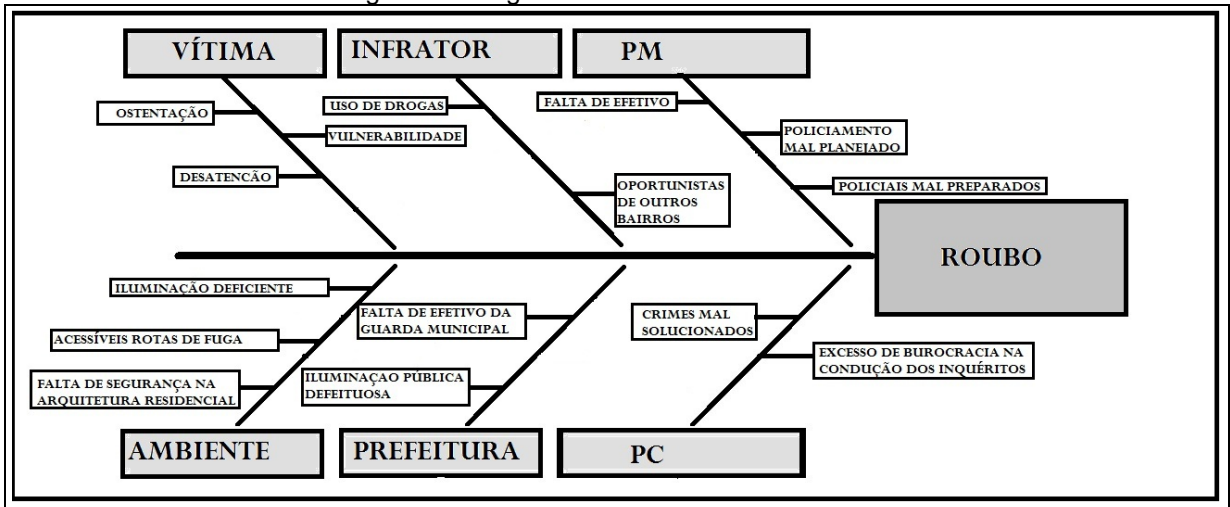 VÍTIMA
INFRATOR
PM
OSTENTAÇÃO
VULNERABILIDADE
DESATENCÃO
USO DE DROGAS
OPORTUNISTAS
DE OUTROS
BAIRROS
FALTA DE EFETIVO
POLICIAMENTO
MAL PLANEJADO
POLICIAIS MAL PREPARADOS
ROUBO
ILUMINAÇÃO DEFICIENTE
ACESSÍVEIS ROTAS DE FUGA
FALTA DE SEGURANÇA NA
ARQUITETURA RESIDENCIAL
FALTA DE EFETIVO DA
GUARDA MUNICIPAL
ILUMINAÇAO PÚBLICA
DEFEITUOSA
CRIMES MAL
SOLUCIONADOS
EXCESSO DE BUROCRACIA NA
CONDUÇÃO DOS INQUÉRITOS
AMBIENTE
PREFEITURA
PC